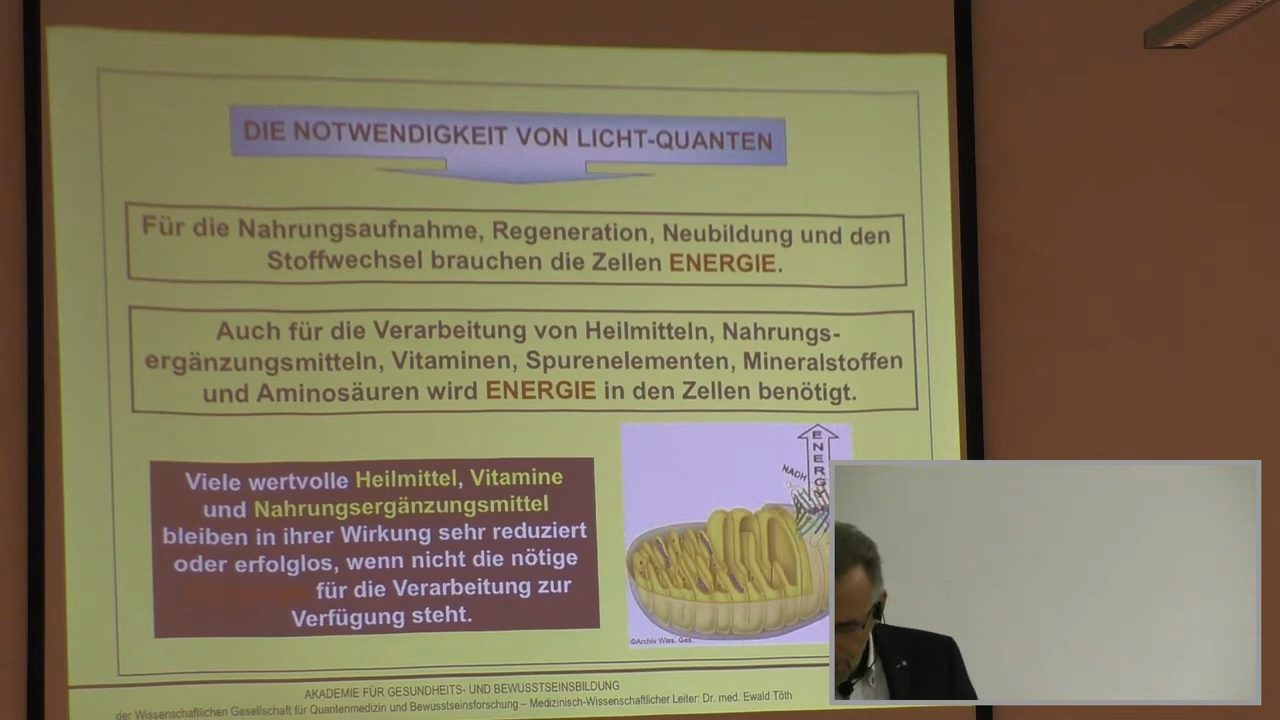 DIE NOTWENDIGKEIT VON LICHT-QUANTEN
Für die Nahrungsaufnahme, Regeneration, Neubildung und den
Stoffwechsel brauchen die Zellen ENERGIE.
Auch für die Verarbeitung von Heilmitteln, Nahrungs-
ergänzungsmitteln, Vitaminen, Spurenelementen, Mineralstoffen
und Aminosäuren wird ENERGIE in den Zellen benötigt.
Viele wertvolle Heilmittel, Vitamine
und Nahrungsergänzungsmittel
bleiben in ihrer Wirkung sehr reduziert
oder erfolglos, wenn nicht die nötige
für die Verarbeitung zur
Verfügung steht.
ENERGY
NADH
©Archiv Wiss. Ges.
AKADEMIE FÜR GESUNDHEITS- UND BEWUSSTSEINSBILDUNG
der Wissenschaftlichen Gesellschaft für Quantenmedizin und Bewusstseinsforschung – Medizinisch-Wissenschaftlicher Leiter: Dr. med. Ewald Töth